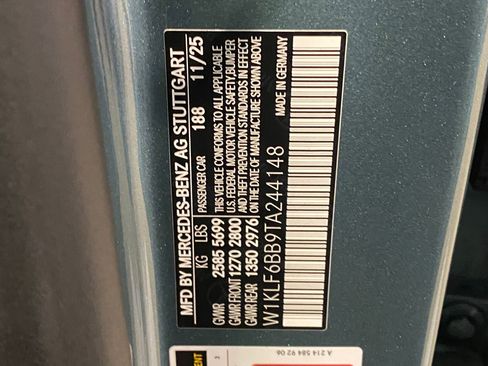 MFD BY MERCEDES-BENZ AG STUTTGART
KG LBS PASSENGER CAR 188 11/25
GVWR 2585 5699 THIS VEHICLE CONFORMS TO ALL APPLICABLE
GAWR FRONT 1270 2800 U.S. FEDERAL MOTOR VEHICLE SAFETY, BUMPER
GAWR REAR 1350 2976 THEFT PREVENTION STANDARDS IN EFFECT
ON THE DATE OF MANUFACTURE SHOWN ABOVE
W1KLF6BB9TA244148 MADE IN GERMANY
A 214 584 92 06